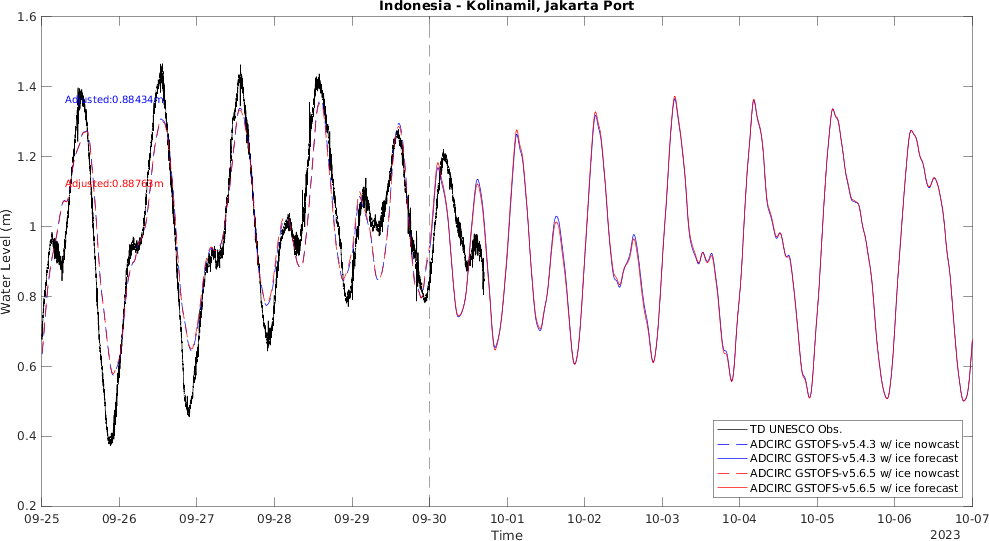 Indonesia - Kolinamil, Jakarta Port
1.6
1.4
1.2
1
0.8
0.6
0.4
0.2
Water Level (m)
Adjusted:0.88434m
Adjusted:0.88763m
TD UNESCO Obs.
ADCIRC GSTOFS-v5.4.3 w/ ice nowcast
ADCIRC GSTOFS-v5.4.3 w/ ice forecast
ADCIRC GSTOFS-v5.6.5 w/ ice nowcast
ADCIRC GSTOFS-v5.6.5 w/ ice forecast
09-25 09-26 09-27 09-28 09-29 09-30 10-01 10-02 10-03 10-04 10-05 10-06 10-07
Time
2023